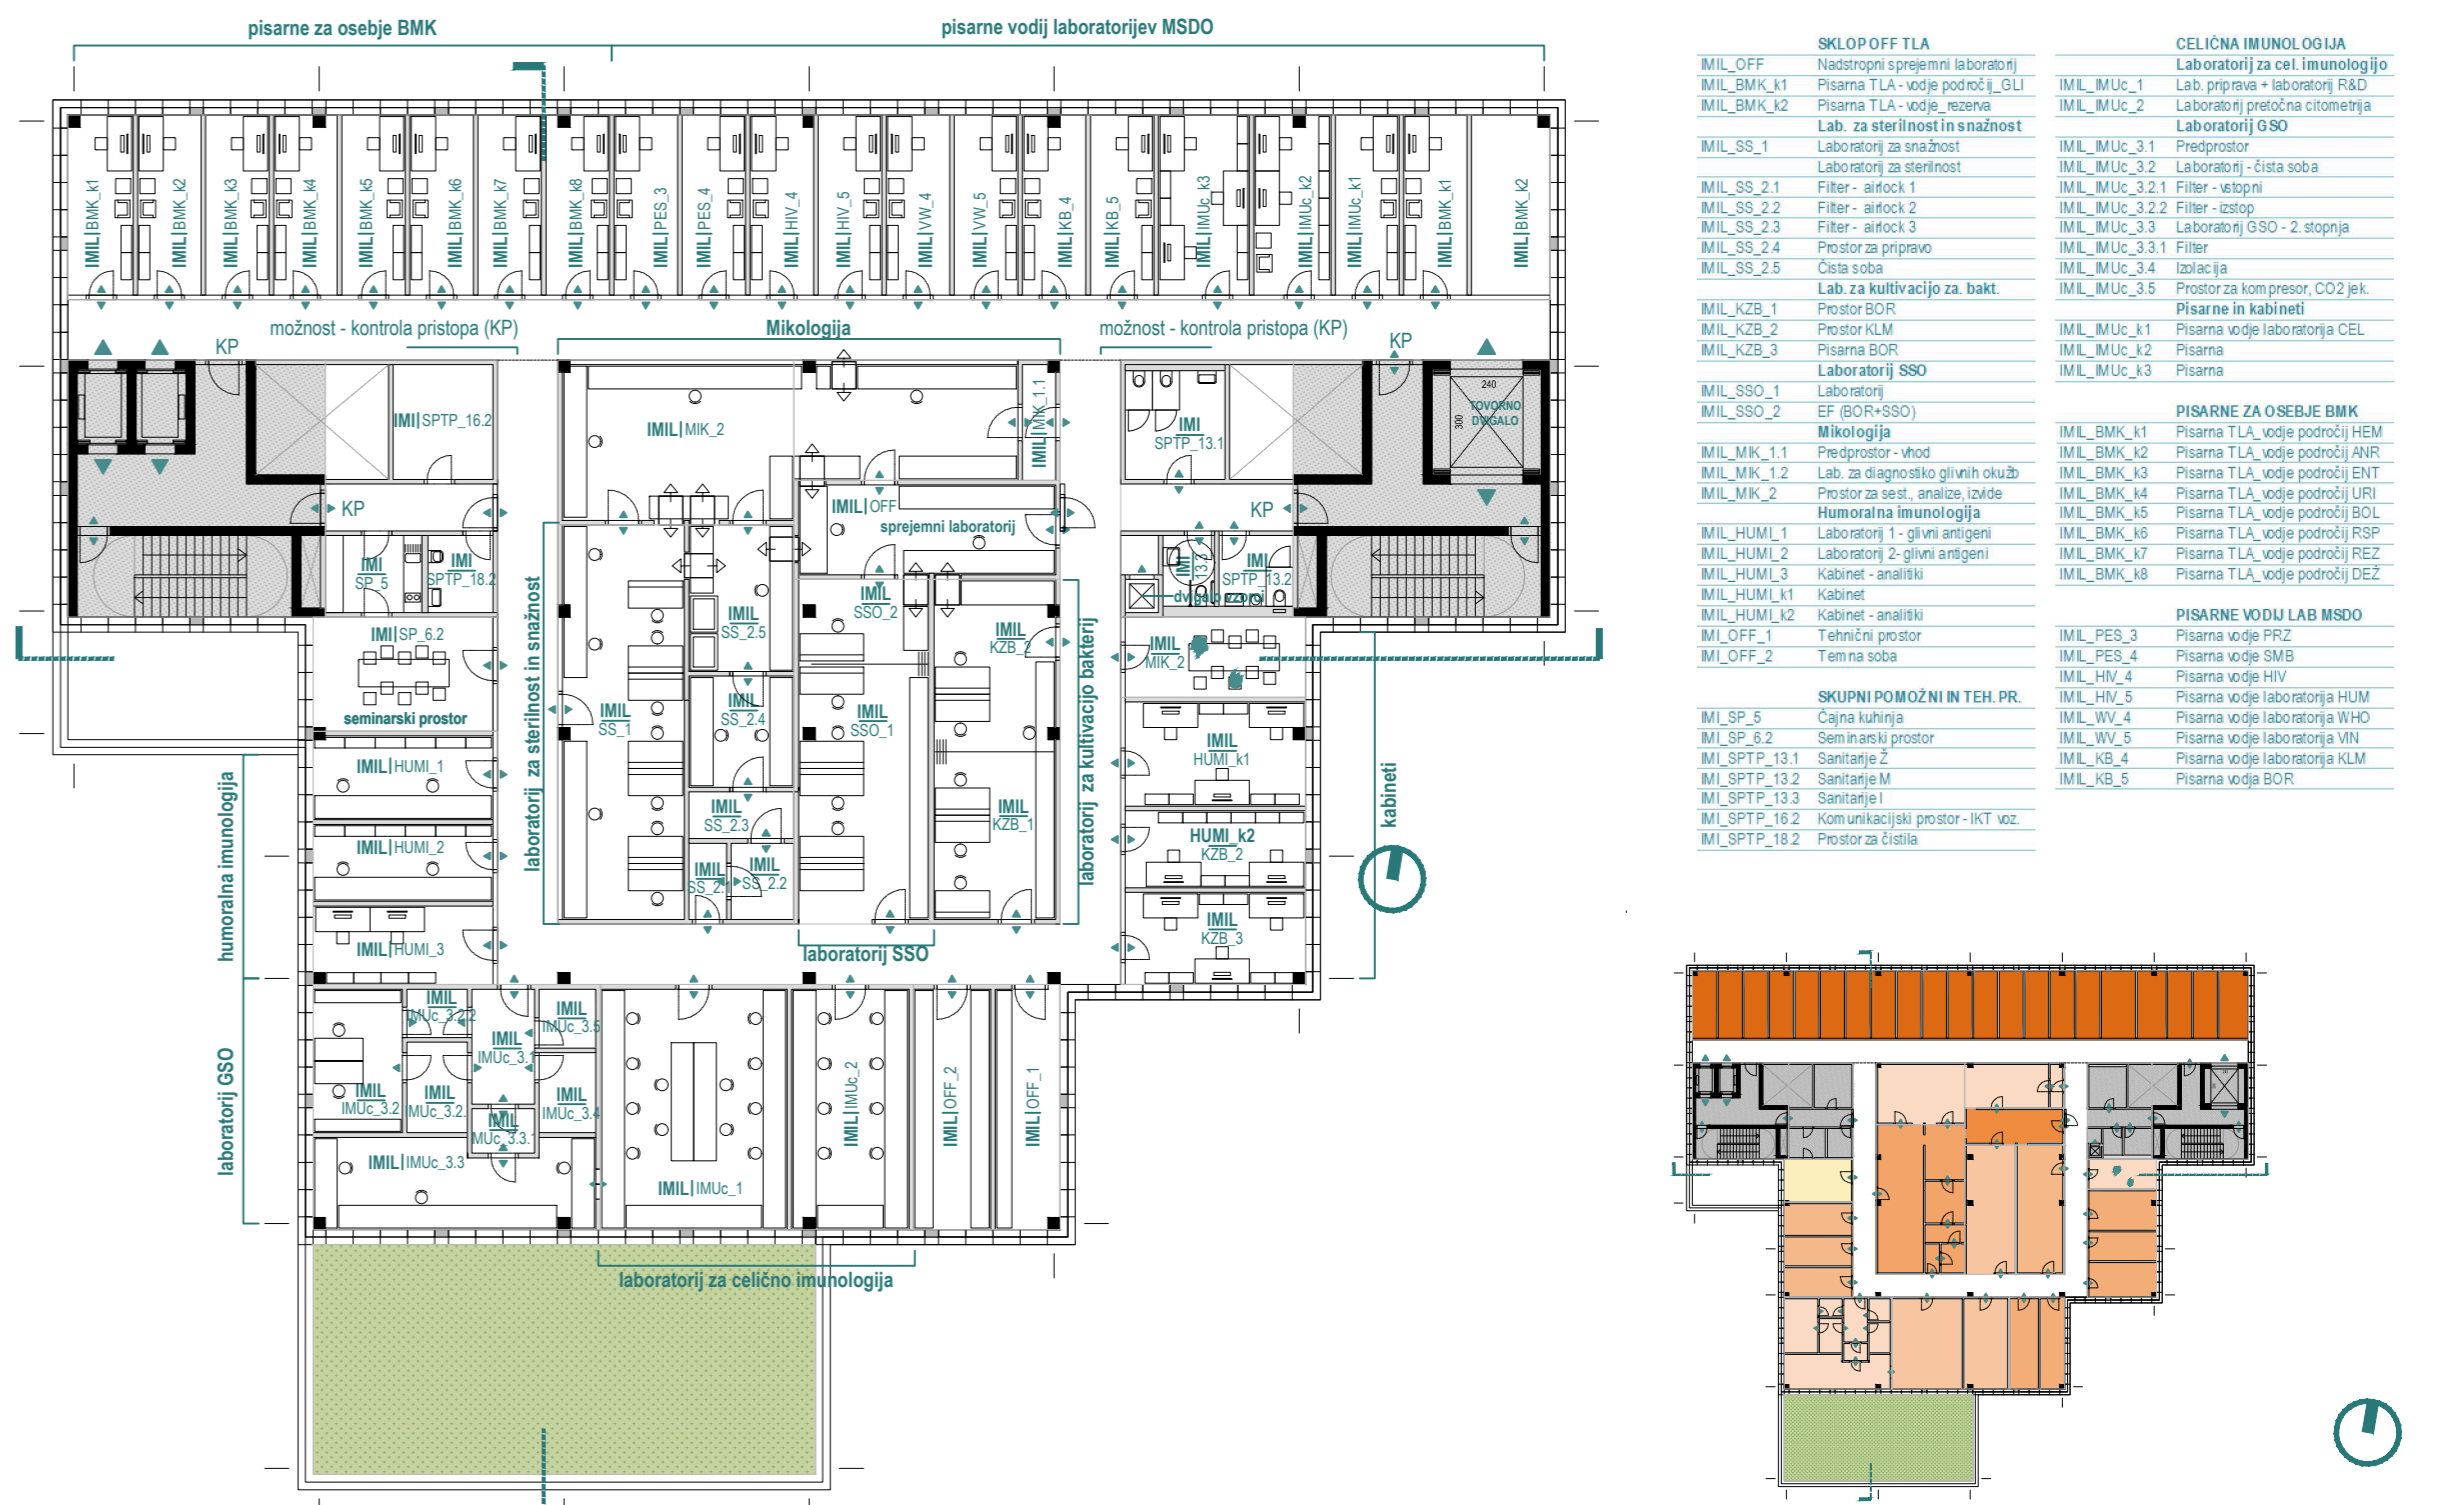 pisarne za osebje BMK
pisarne vodij laboratorijev MSDO
IMIL|BMK_k1
IMIL|BMK_k2
IMIL|BMK_k3
IMIL|BMK_k4
IMIL|BMK_k5
IMIL|BMK_k6
IMIL|BMK_k7
IMIL|BMK_k8
IMIL|PES_3
IMIL|PES_4
IMIL|HIV_4
IMIL|HIV_5
IMIL|VW_4
IMIL|VW_5
IMIL|KB_4
IMIL|KB_5
IMIL|IMUc_k3
IMIL|IMUc_k2
IMIL|IMUc_k1
IMIL|BMK_k1
IMIL|BMK_k2
možnost - kontrola pristopa (KP)
Mikologija
možnost - kontrola pristopa (KP)
KP
KP
IMI|SPTP_16.2
IMIL|MIK_2
IMIL|MIK_1.1
IMI
SPTP_13.1
240
300
TOVORNO
DVIGALO
KP
IMIL|OFF
sprejemni laboratorij
KP
IMI
SP_5
IMI
SPTP_18.2
IMI
13.3
IMI
SPTP_13.2
dvigalo vzorci
IMI|SP_6.2
seminarski prostor
laboratorij za sterilnost in snažnost
IMIL
SS_1
IMIL
SS_2.5
IMIL
SS_2.4
IMIL
SS_2.3
IMIL
SS_2.
IMIL
SS_2.2
IMIL
SSO_2
IMIL
SSO_1
IMIL
KZB_2
IMIL
KZB_1
laboratorij za kultivacijo bakterij
IMIL
MIK_2
IMIL
HUMI_k1
HUMI_k2
KZB_2
IMIL
KZB_3
kabineti
humoralna imunologija
IMIL|HUMI_1
IMIL|HUMI_2
IMIL|HUMI_3
laboratorij SSO
laboratorij GSO
IMIL
IMUc_3.2.2
IMIL
IMUc_3.1
IMIL
IMUc_3.5
IMIL
IMUc_3.2
IMIL
MUc_3.2.
IMIL
IMUc_3.4
IMIL
MUc_3.3.1
IMIL|IMUc_3.3
IMIL|IMUc_1
IMIL|IMUc_2
IMIL|OFF_2
IMIL|OFF_1
laboratorij za celično imunologija
SKLOP OFF TLA
IMIL_OFF Nadstropni sprejemni laboratorij
IMIL_BMK_k1 Pisarna TLA - vodje področij_GLI
IMIL_BMK_k2 Pisarna TLA - vodje_rezerva
Lab. za sterilnost in snažnost
IMIL_SS_1 Laboratorij za snažnost
Laboratorij za sterilnost
IMIL_SS_2.1 Filter - airlock 1
IMIL_SS_2.2 Filter - airlock 2
IMIL_SS_2.3 Filter - airlock 3
IMIL_SS_2.4 Prostor za pripravo
IMIL_SS_2.5 Čista soba
Lab. za kultivacijo za. bakt.
IMIL_KZB_1 Prostor BOR
IMIL_KZB_2 Prostor KLM
IMIL_KZB_3 Pisarna BOR
Laboratorij SSO
IMIL_SSO_1 Laboratorij
IMIL_SSO_2 EF (BOR+SSO)
Mikologija
IMIL_MIK_1.1 Predprostor - vhod
IMIL_MIK_1.2 Lab. za diagnostiko glivnih okužb
IMIL_MIK_2 Prostor za sest., analize, izvide
Humoralna imunologija
IMIL_HUMI_1 Laboratorij 1 - glivni antigeni
IMIL_HUMI_2 Laboratorij 2- glivni antigeni
IMIL_HUMI_3 Kabinet - analitiki
IMIL_HUMI_k1 Kabinet
IMIL_HUMI_k2 Kabinet - analitiki
IMI_OFF_1 Tehnični prostor
IMI_OFF_2 Temna soba
SKUPNI POMOŽNI IN TEH. PR.
IMI_SP_5 Čajna kuhinja
IMI_SP_6.2 Seminarski prostor
IMI_SPTP_13.1 Sanitarije Ž
IMI_SPTP_13.2 Sanitarije M
IMI_SPTP_13.3 Sanitarije I
IMI_SPTP_16.2 Komunikacijski prostor - IKT voz.
IMI_SPTP_18.2 Prostor za čistila
CELIČNA IMUNOLOGIJA
Laboratorij za cel. imunologijo
IMIL_IMUc_1 Lab. priprava + laboratorij R&D
IMIL_IMUc_2 Laboratorij pretočna citometrija
Laboratorij GSO
IMIL_IMUc_3.1 Predprostor
IMIL_IMUc_3.2 Laboratorij - čista soba
IMIL_IMUc_3.2.1 Filter - vstopni
IMIL_IMUc_3.2.2 Filter - izstop
IMIL_IMUc_3.3 Laboratorij GSO - 2. stopnja
IMIL_IMUc_3.3.1 Filter
IMIL_IMUc_3.4 Izolacija
IMIL_IMUc_3.5 Prostor za kompresor, CO2 jek.
Pisarne in kabineti
IMIL_IMUc_k1 Pisarna vodje laboratorija CEL
IMIL_IMUc_k2 Pisarna
IMIL_IMUc_k3 Pisarna
PISARNE ZA OSEBJE BMK
IMIL_BMK_k1 Pisarna TLA_vodje področij HEM
IMIL_BMK_k2 Pisarna TLA_vodje področij ANR
IMIL_BMK_k3 Pisarna TLA_vodje področij ENT
IMIL_BMK_k4 Pisarna TLA_vodje področij URI
IMIL_BMK_k5 Pisarna TLA_vodje področij BOL
IMIL_BMK_k6 Pisarna TLA_vodje področij RSP
IMIL_BMK_k7 Pisarna TLA_vodje področij REZ
IMIL_BMK_k8 Pisarna TLA_vodje področij DEŽ
PISARNE VODIJ LAB MSDO
IMIL_PES_3 Pisarna vodje PRZ
IMIL_PES_4 Pisarna vodje SMB
IMIL_HIV_4 Pisarna vodje HIV
IMIL_HIV_5 Pisarna vodje laboratorija HUM
IMIL_WV_4 Pisarna vodje laboratorija WHO
IMIL_WV_5 Pisarna vodje laboratorija VIN
IMIL_KB_4 Pisarna vodje laboratorija KLM
IMIL_KB_5 Pisarna vodja BOR